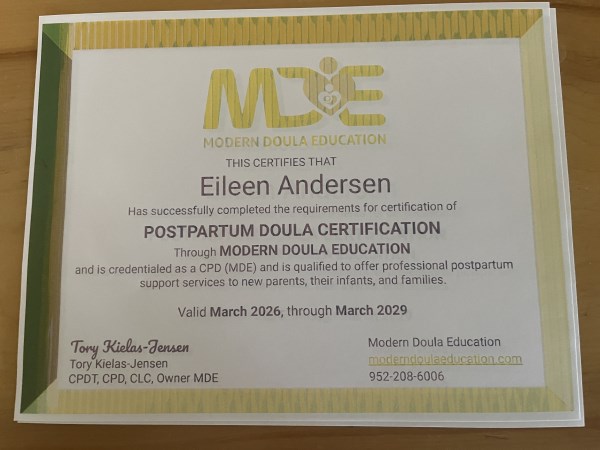 MDE
MODERN DOULA EDUCATION
THIS CERTIFIES THAT
Eileen Andersen
Has successfully completed the requirements for certification of
POSTPARTUM DOULA CERTIFICATION
Through MODERN DOULA EDUCATION
and is credentialed as a CPD (MDE) and is qualified to offer professional postpartum
support services to new parents, their infants, and families.
Valid March 2026, through March 2029
Tory Kielas-Jensen
Tory Kielas-Jensen
CPDT, CPD, CLC, Owner MDE
Modern Doula Education
moderndoulaeducation.com
952-208-6006